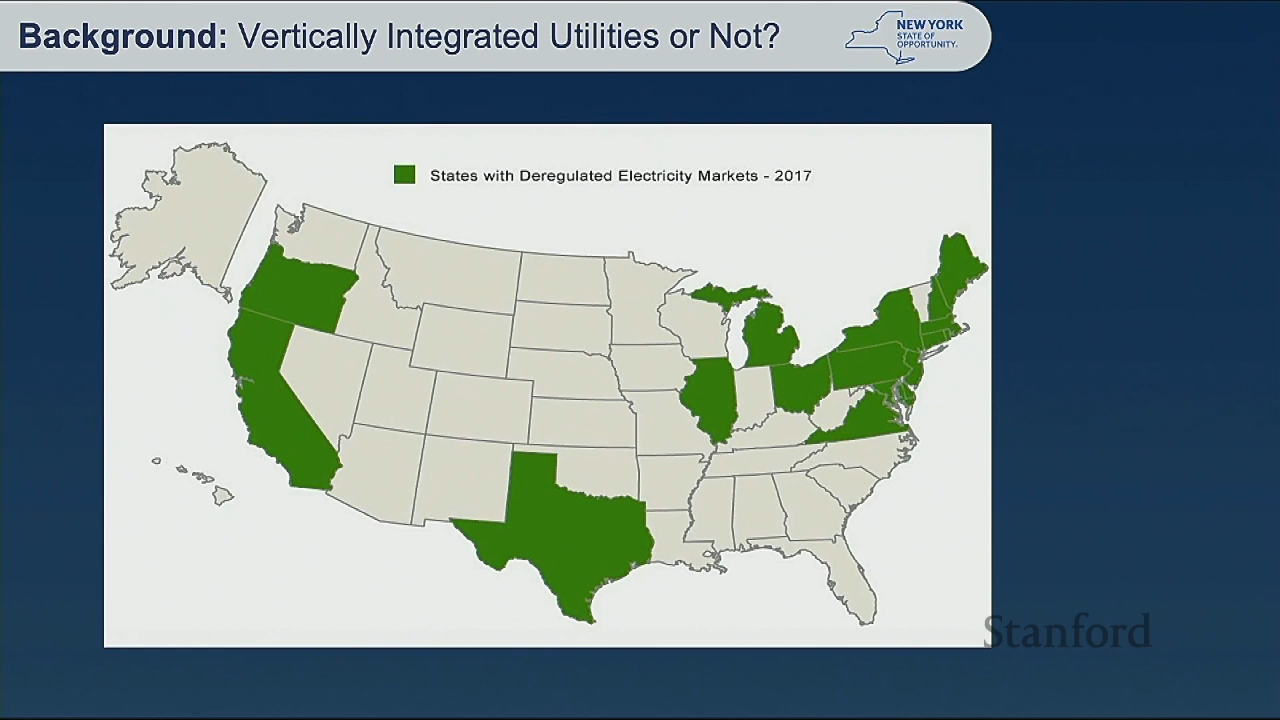 Background: Vertically Integrated Utilities or Not?
NEW YORK
STATE OF
OPPORTUNITY.
States with Deregulated Electricity Markets - 2017
Stanford